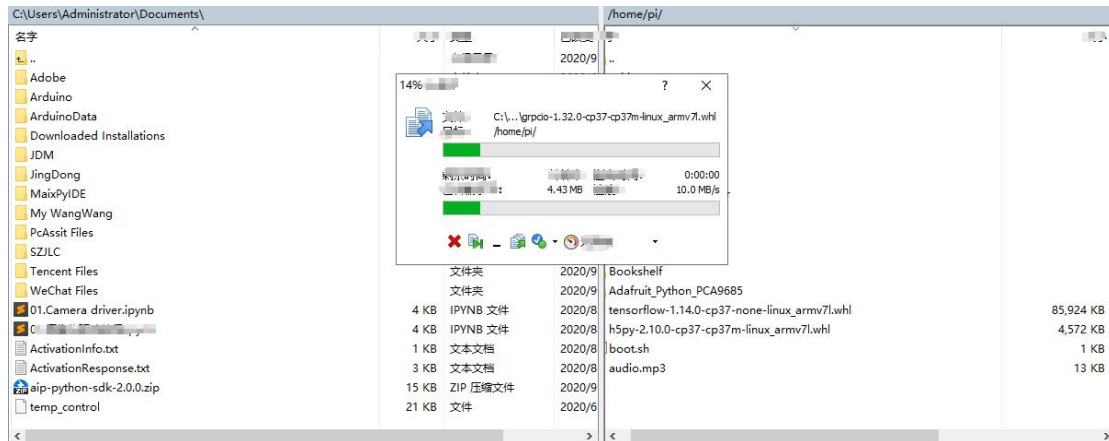 C:\Users\Administrator\Documents\
/home/pi/
名字
..
2020/9
..
Adobe
Arduino
ArduinoData
Downloaded Installations
JDM
JingDong
MaixPyIDE
My WangWang
PcAssit Files
SZJLC
Tencent Files
文件夹
2020/9
WeChat Files
文件夹
2020/9
01.Camera driver.ipynb
4 KB
IPYNB 文件
2020/8
4 KB
IPYNB 文件
2020/8
ActivationInfo.txt
1 KB
文本文档
2020/8
ActivationResponse.txt
3 KB
文本文档
2020/8
aip-python-sdk-2.0.0.zip
15 KB
ZIP 压缩文件
2020/9
temp_control
21 KB
文件
2020/6
14%
?
X
C:\...\grpcio-1.32.0-cp37-cp37m-linux_armv7l.whl
/home/pi/
0:00:00
4.43 MB
10.0 MB/s
Bookshelf
Adafruit_Python_PCA9685
tensorflow-1.14.0-cp37-none-linux_armv7l.whl
85,924 KB
h5py-2.10.0-cp37-cp37m-linux_armv7l.whl
4,572 KB
boot.sh
1 KB
audio.mp3
13 KB